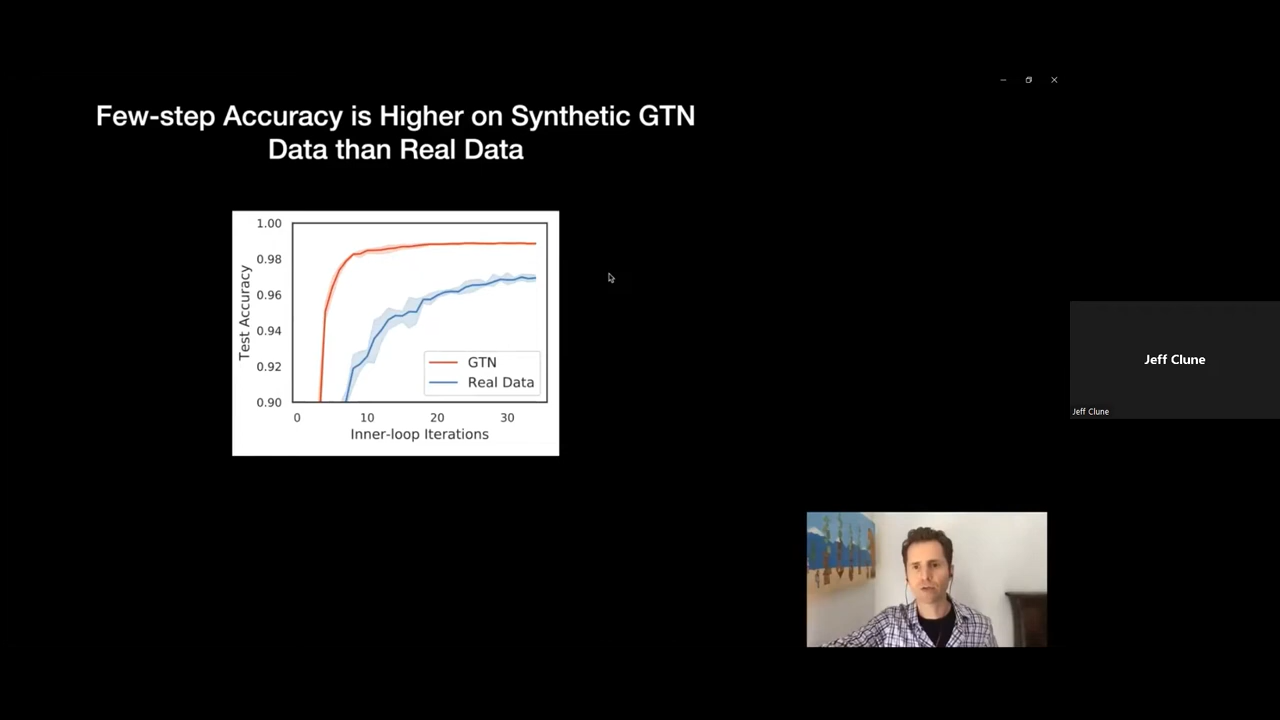 Few-step Accuracy is Higher on Synthetic GTN
Data than Real Data
1.00
0.98
0.96
0.94
0.92
0.90
Test Accuracy
GTN
Real Data
0 10 20 30
Inner-loop Iterations
Jeff Clune
Jeff Clune